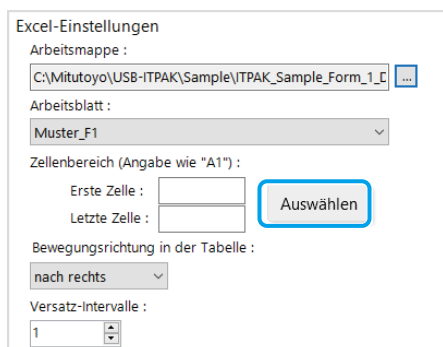 Excel-Einstellungen
Arbeitsmappe :
C:\Mitutoyo\USB-ITPAK\Sample\ITPAK_Sample_Form_1_D ...
Arbeitsblatt :
Muster_F1
Zellenbereich (Angabe wie "A1") :
Erste Zelle :
Auswählen
Letzte Zelle :
Bewegungsrichtung in der Tabelle :
nach rechts
Versatz-Intervalle :
1